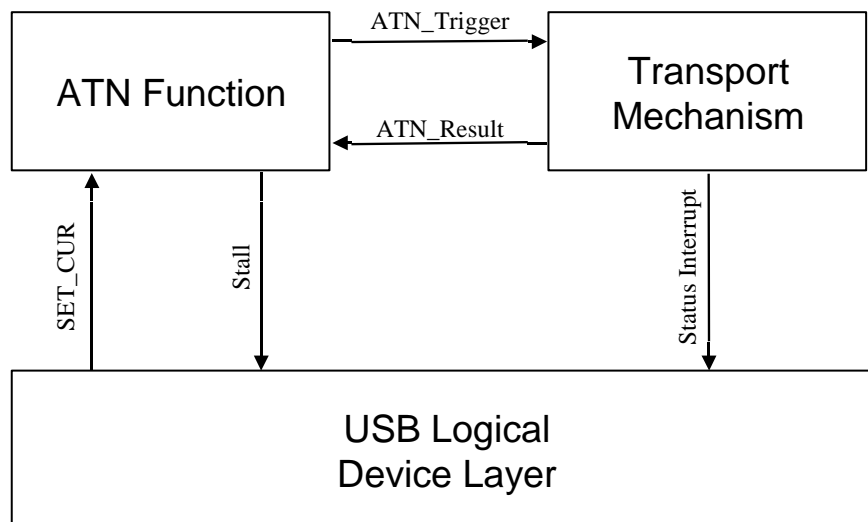 ATN_Trigger
ATN Function
Transport
Mechanism
ATN_Result
SET_CUR
Stall
Status Interrupt
USB Logical
Device Layer